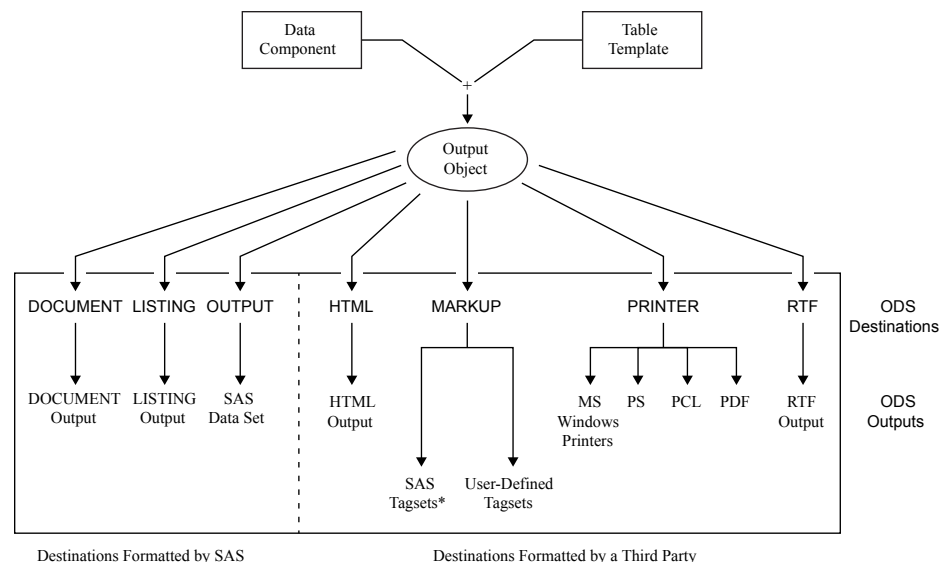 Data
Component
Table
Template
+
Output
Object
DOCUMENT LISTING OUTPUT HTML MARKUP PRINTER RTF
ODS
Destinations
DOCUMENT
Output
LISTING
Output
SAS
Data Set
HTML
Output
MS
Windows
Printers
PS
PCL
PDF
RTF
Output
ODS
Outputs
SAS
Tagsets*
User-Defined
Tagsets
Destinations Formatted by SAS
Destinations Formatted by a Third Party